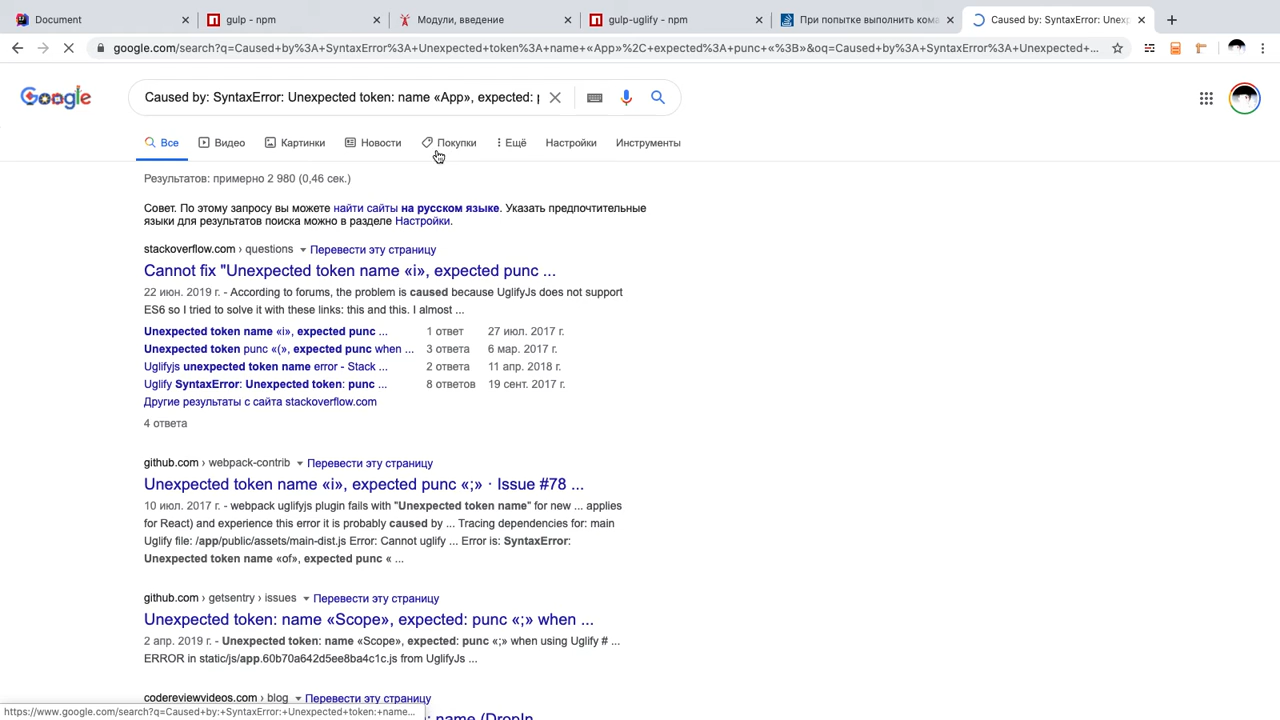 Document
gulp - npm
Модули, введение
gulp-uglify - npm
При попытке выполнить кома
Caused by: SyntaxError: Unexp
google.com/search?q=Caused+by%3A+SyntaxError%3A+Unexpected+token%3A+name+«App»%2C+expected%3A+punc+«%3B»&oq=Caused+by%3A+SyntaxError%3A+Unexpected+...
Google
Caused by: SyntaxError: Unexpected token: name «App», expected: p
Все
Видео
Картинки
Новости
Покупки
Ещё
Настройки
Инструменты
Результатов: примерно 2 980 (0,46 сек.)
Совет. По этому запросу вы можете найти сайты на русском языке. Указать предпочтительные
языки для результатов поиска можно в разделе Настройки.
stackoverflow.com › questions Перевести эту страницу
Cannot fix "Unexpected token name «i», expected punc ...
22 июн. 2019 г. - According to forums, the problem is caused because UglifyJs does not support
ES6 so I tried to solve it with these links: this and this. I almost ...
Unexpected token name «i», expected punc ... 1 ответ 27 июл. 2017 г.
Unexpected token punc «(», expected punc when ... 3 ответа 6 мар. 2017 г.
Uglifyjs unexpected token name error - Stack ... 2 ответа 11 апр. 2018 г.
Uglify SyntaxError: Unexpected token: punc ... 8 ответов 19 сент. 2017 г.
Другие результаты с сайта stackoverflow.com
4 ответа
github.com › webpack-contrib Перевести эту страницу
Unexpected token name «i», expected punc «;» · Issue #78 ...
10 июл. 2017 г. - webpack uglifyjs plugin fails with "Unexpected token name" for new ... applies
for React) and experience this error it is probably caused by ... Tracing dependencies for: main
Uglify file: /app/public/assets/main-dist.js Error: Cannot uglify ... Error is: SyntaxError:
Unexpected token name «of», expected punc « ...
github.com › getsentry › issues Перевести эту страницу
Unexpected token: name «Scope», expected: punc «;» when ...
2 апр. 2019 г. - Unexpected token: name «Scope», expected: punc «;» when using Uglify # ...
ERROR in static/js/app.60b70a642d5ee8ba4c1c.js from UglifyJs ...
codereviewvideos.com › blog Перевести эту страницу
: name (DropIn
https://www.google.com/search?q=Caused+by:+SyntaxError:+Unexpected+token:+name...